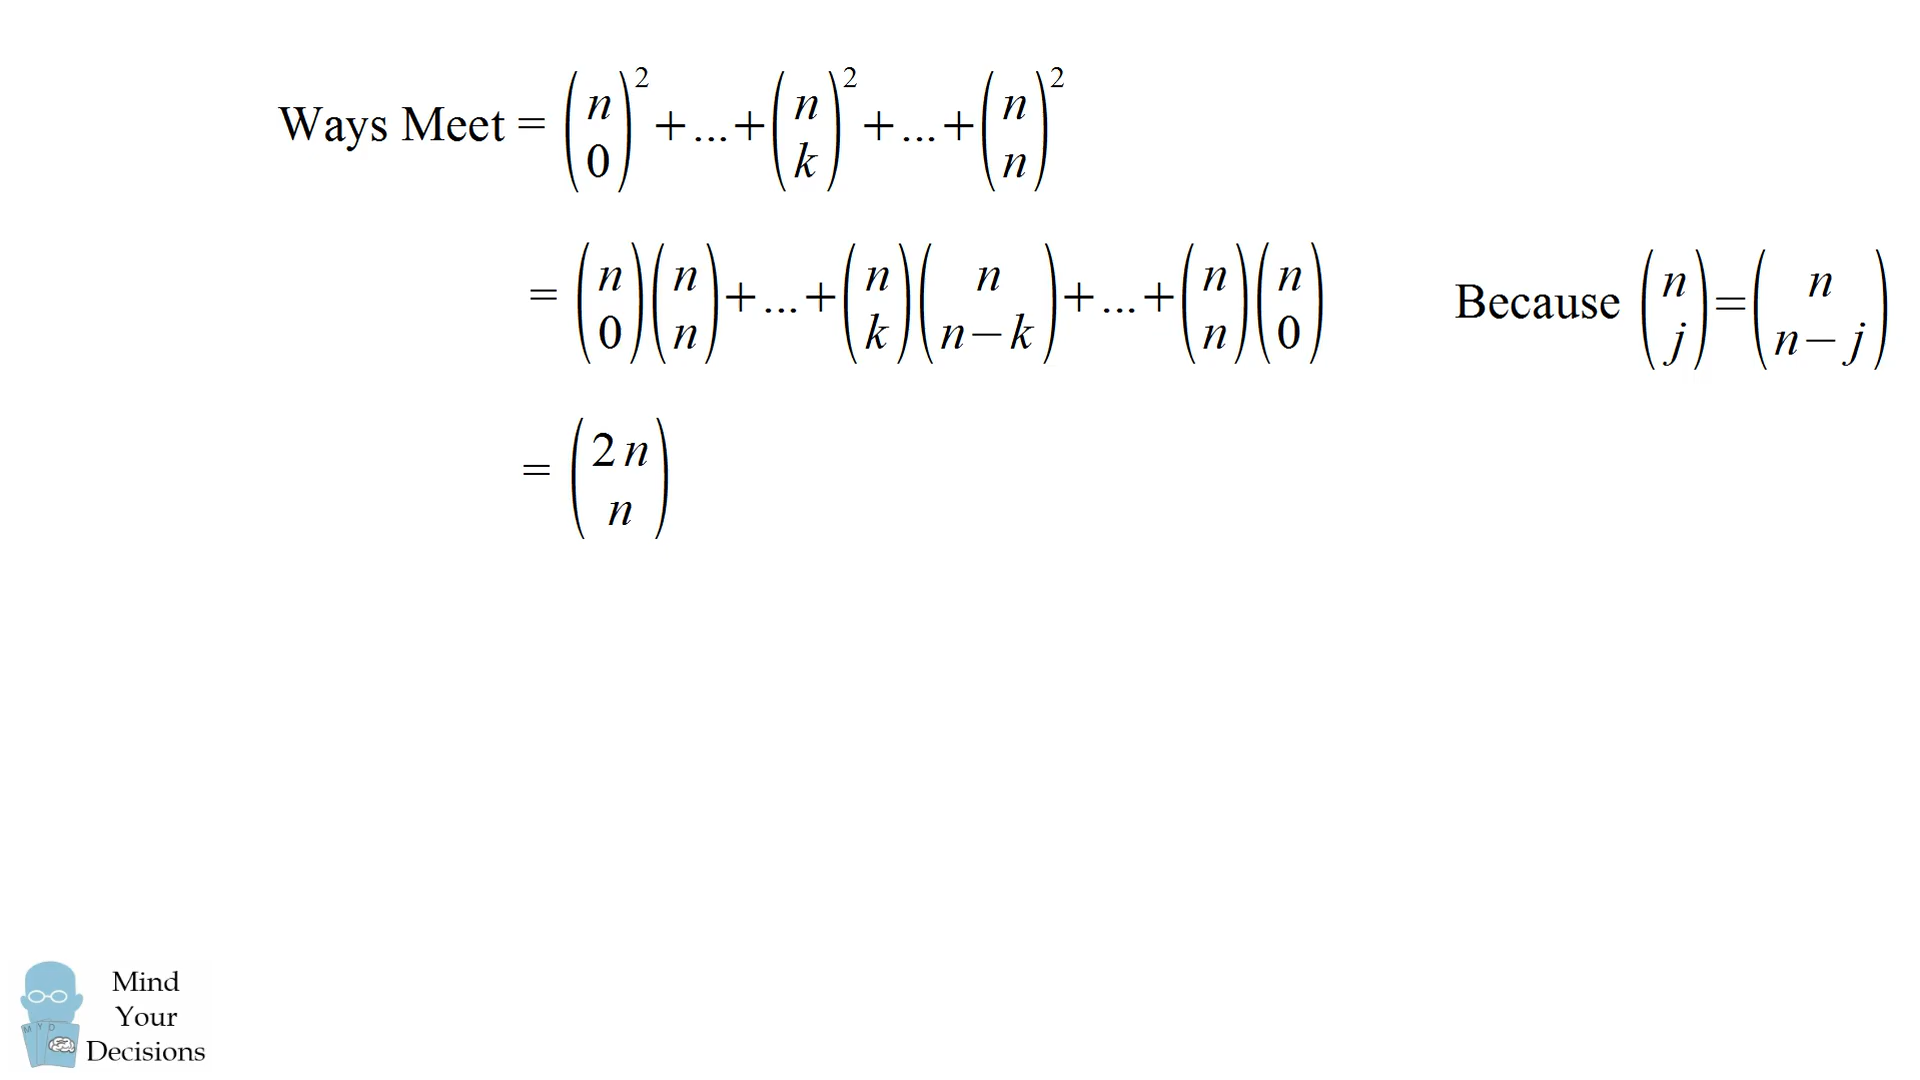 Ways Meet = (n 0)^2 + ... + (n k)^2 + ... + (n n)^2
= (n 0)(n n) + ... + (n k)(n n−k) + ... + (n n)(n 0)
Because (n j) = (n n−j)
= (2n n)
M Y D
Mind
Your
Decisions